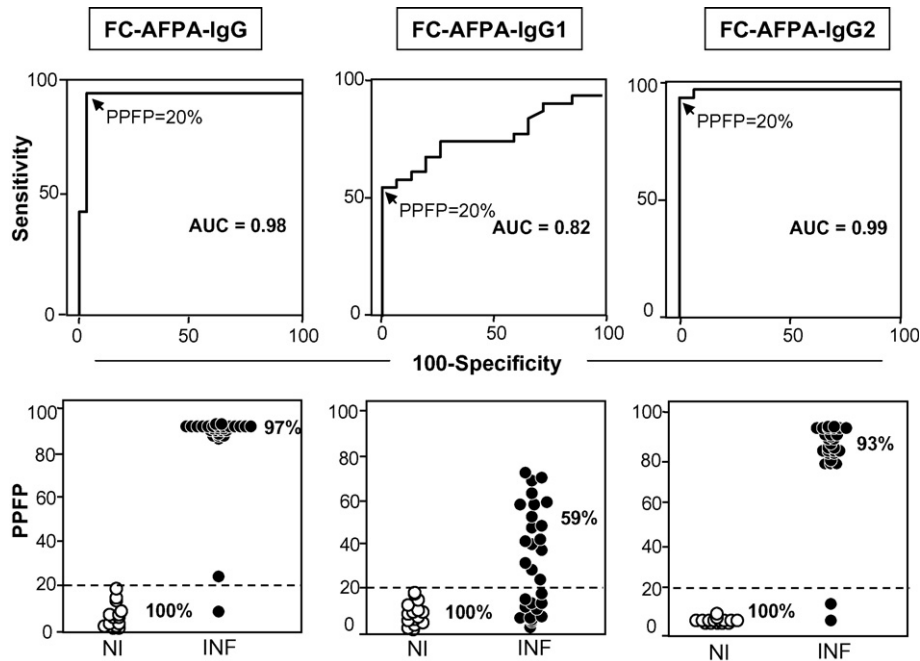 FC-AFPA-IgG
FC-AFPA-IgG1
FC-AFPA-IgG2
Sensitivity
100
50
0
PPFP=20%
AUC = 0.98
0
50
100
100
50
0
PPFP=20%
AUC = 0.82
0
50
100
100
50
0
PPFP=20%
AUC = 0.99
0
50
100
100-Specificity
PPFP
100
80
60
40
20
0
97%
100%
NI
INF
100
80
60
40
20
0
59%
100%
NI
INF
100
80
60
40
20
0
93%
100%
NI
INF